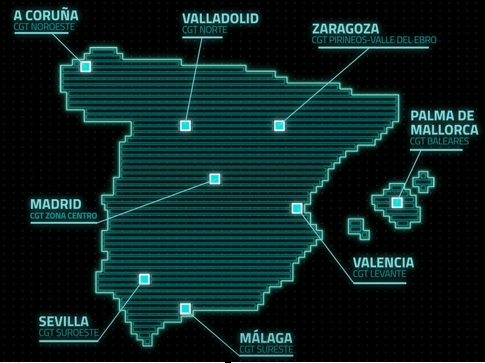 A CORUÑA
CGT NOROESTE
VALLADOLID
CGT NORTE
ZARAGOZA
CGT PIRINEOS-VALLE DEL EBRO
PALMA DE
MALLORCA
CGT BALEARES
MADRID
CGT ZONA CENTRO
VALENCIA
CGT LEVANTE
SEVILLA
CGT SUROESTE
MÁLAGA
CGT SURESTE